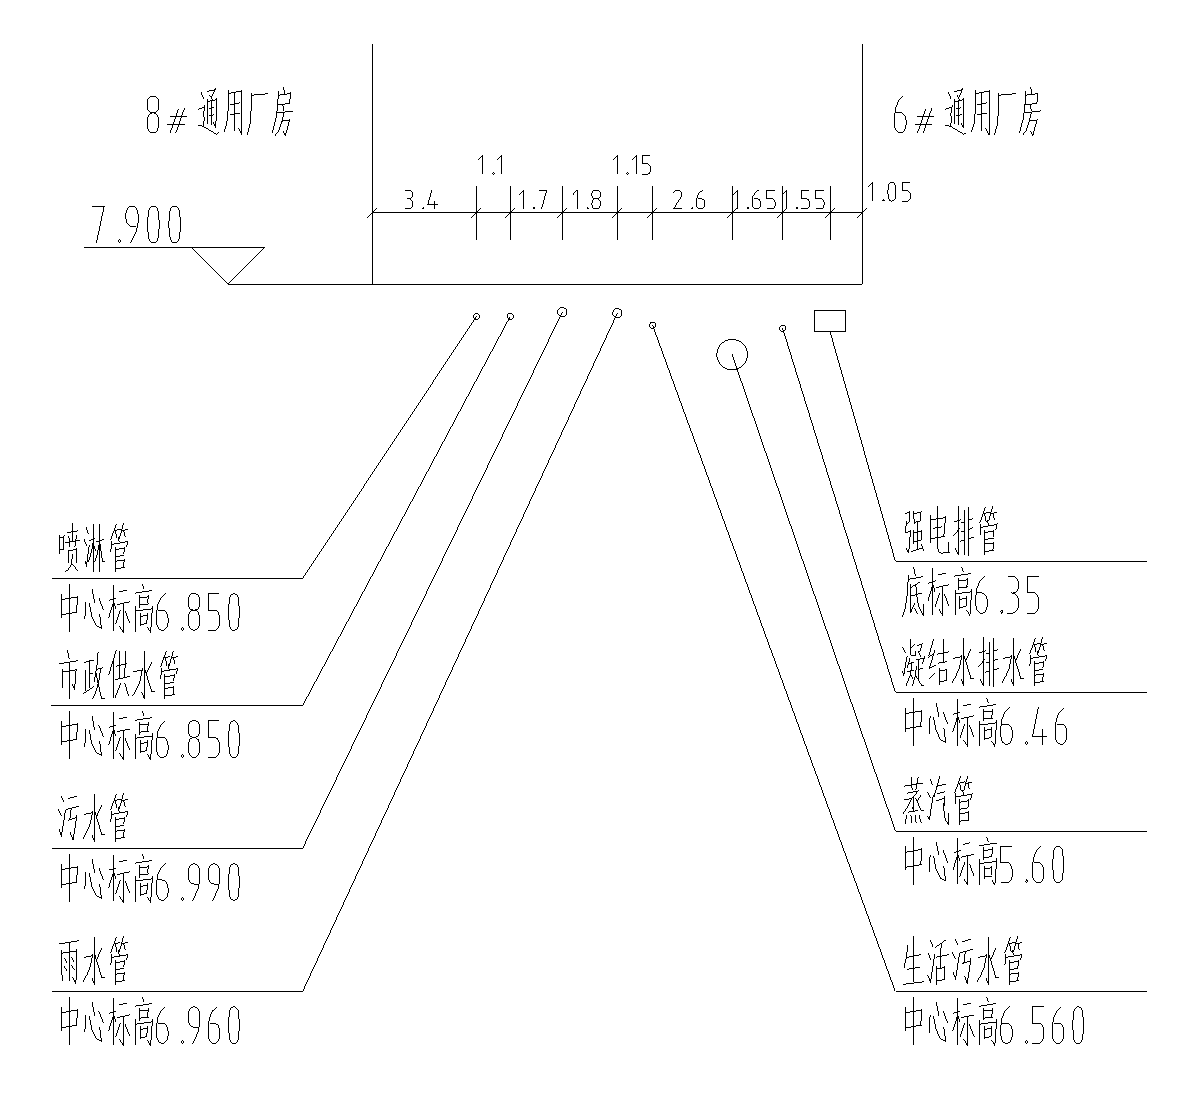 8# 通用厂房
6# 通用厂房
1.1
1.15
3.4
1.7
1.8
2.6
1.65
1.55
1.05
7.900
喷淋管
中心标高6.850
市政供水管
中心标高6.850
污水管
中心标高6.990
雨水管
中心标高6.960
强电排管
底标高6.35
凝结水排水管
中心标高6.46
蒸汽管
中心标高5.60
生活污水管
中心标高6.560